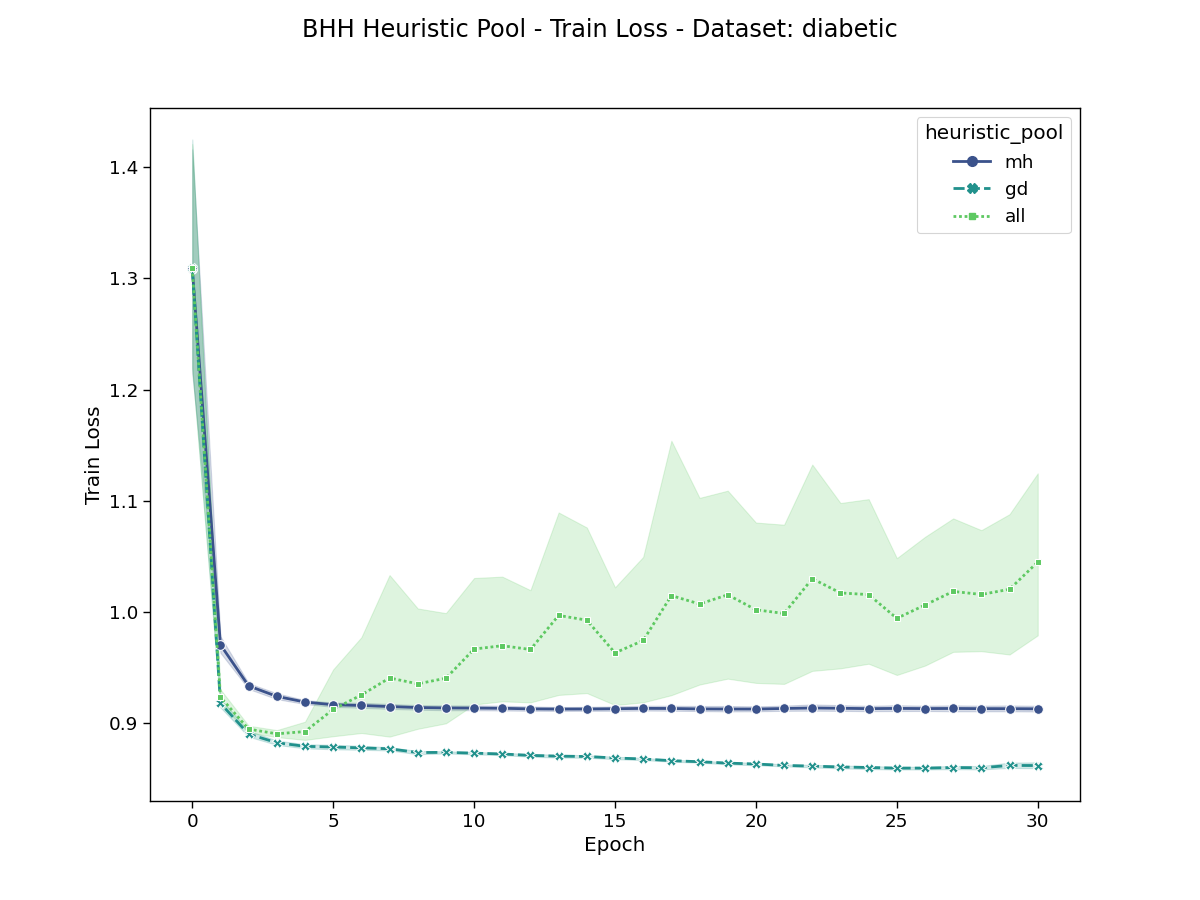 BHH Heuristic Pool - Train Loss - Dataset: diabetic
heuristic_pool
mh
gd
all
1.4
1.3
1.2
1.1
1.0
0.9
Train Loss
0 5 10 15 20 25 30
Epoch